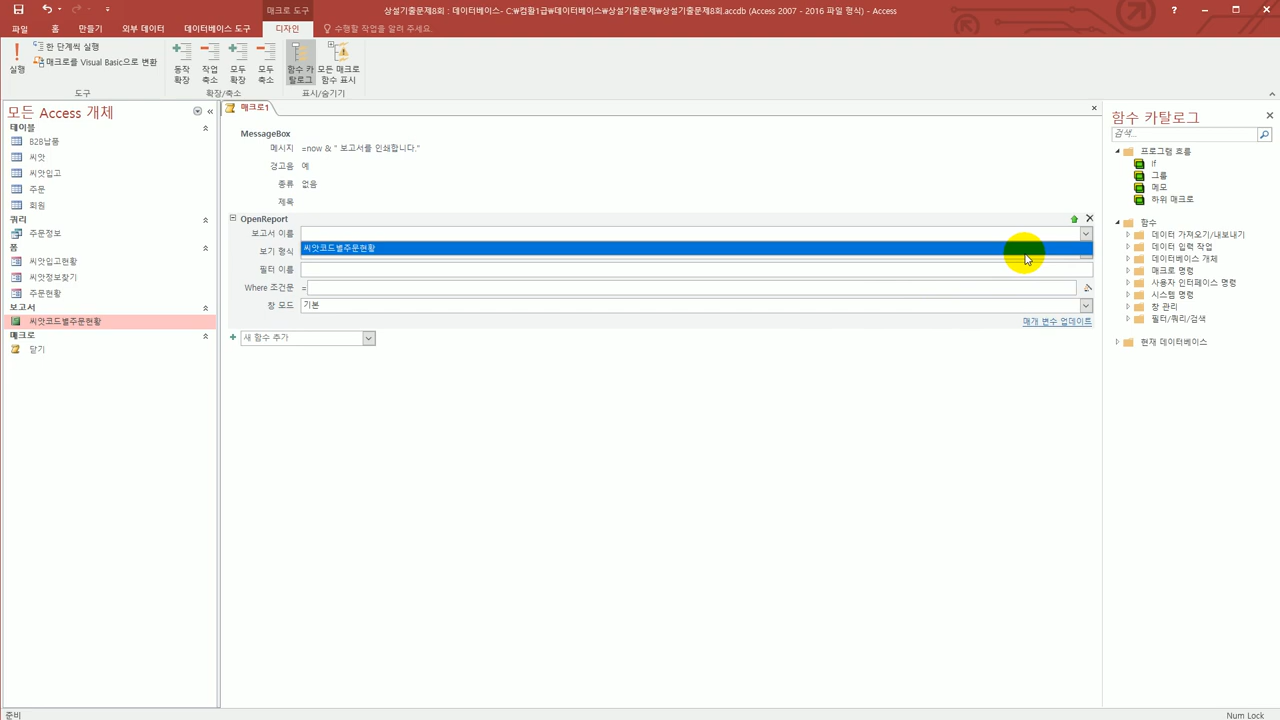 매크로 도구
상설기출문제8회 : 데이터베이스- C:₩컴활1급₩데이터베이스₩상설기출문제₩상설기출문제8회.accdb (Access 2007 - 2016 파일 형식) - Access
파일 홈 만들기 외부 데이터 데이터베이스 도구 디자인 수행할 작업을 알려 주세요.
실행
한 단계씩 실행
매크로를 Visual Basic으로 변환
도구
동작 확장
작업 축소
모두 확장
모두 축소
확장/축소
함수 카탈로그
모든 매크로 함수 표시
표시/숨기기
모든 Access 개체
테이블
B2B납품
씨앗
씨앗입고
주문
회원
쿼리
주문정보
폼
씨앗입고현황
씨앗정보찾기
주문현황
보고서
씨앗코드별주문현황
매크로
닫기
매크로1
MessageBox
메시지 =now & " 보고서를 인쇄합니다."
경고음 예
종류 없음
제목
OpenReport
보고서 이름
씨앗코드별주문현황
보기 형식
필터 이름
Where 조건문 =
창 모드 기본
매개 변수 업데이트
새 함수 추가
함수 카탈로그
검색...
프로그램 흐름
If
그룹
메모
하위 매크로
함수
데이터 가져오기/내보내기
데이터 입력 작업
데이터베이스 개체
매크로 명령
사용자 인터페이스 명령
시스템 명령
창 관리
필터/쿼리/검색
현재 데이터베이스
준비
Num Lock